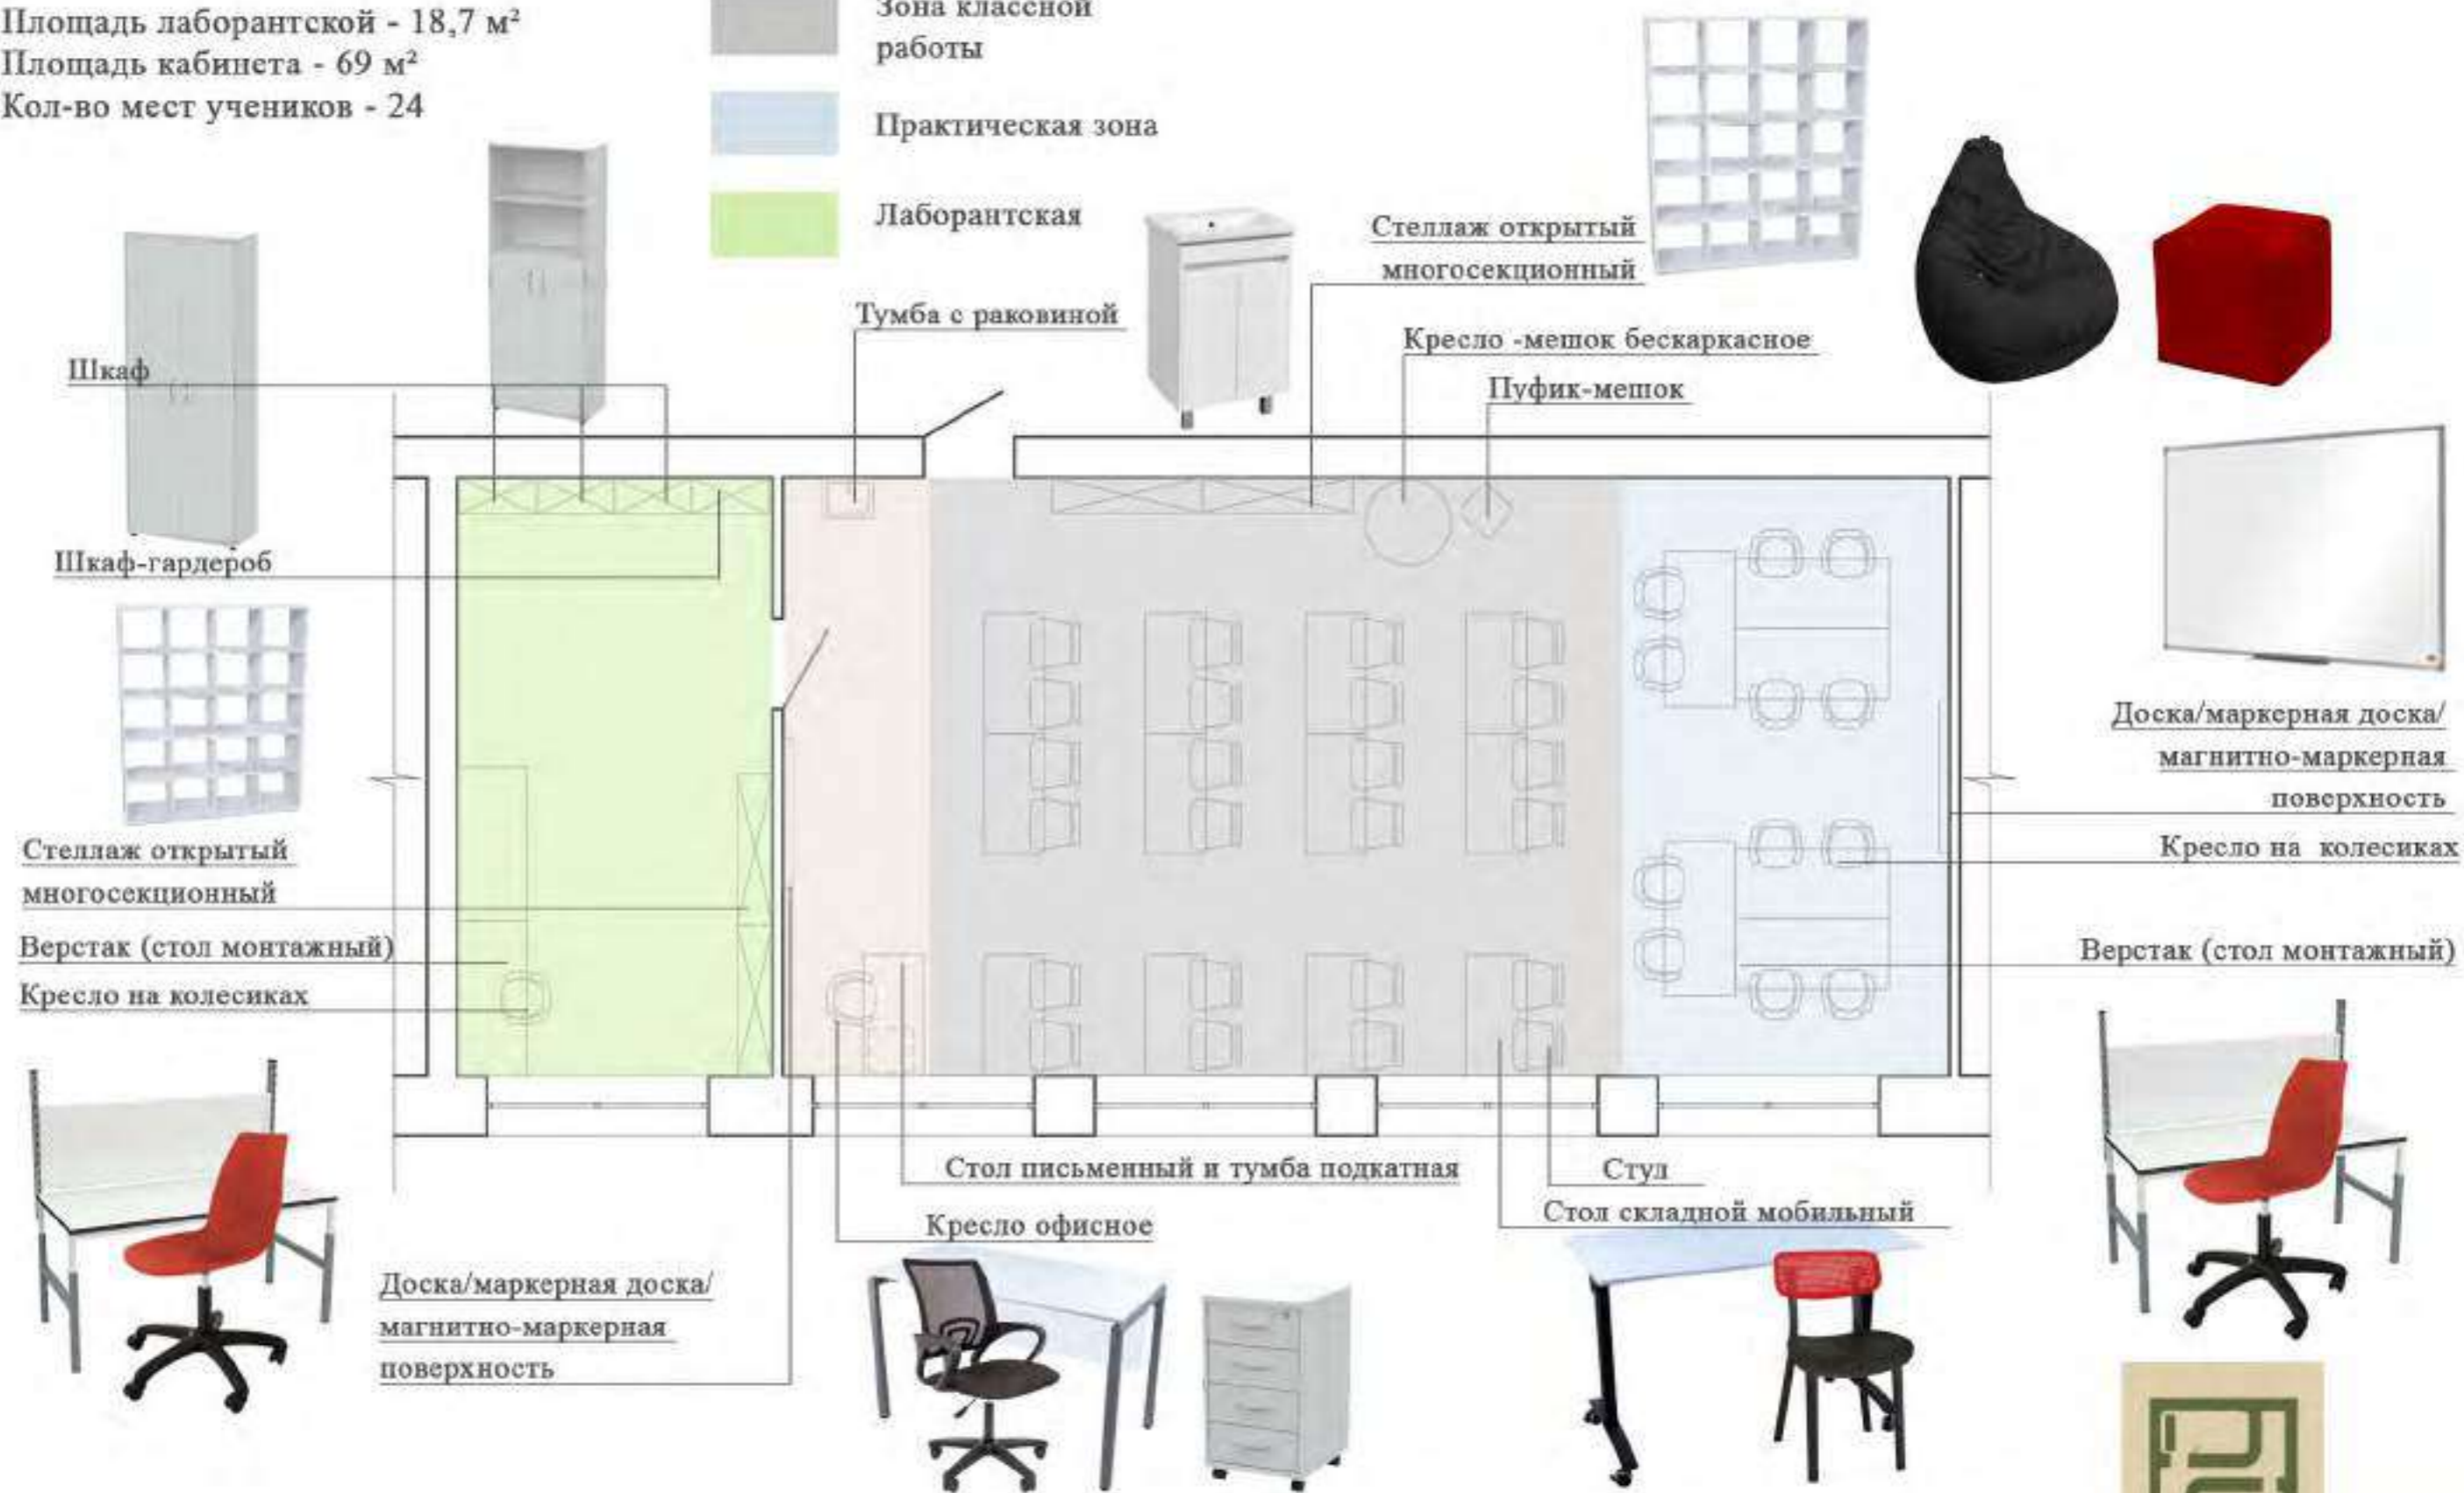 Площадь лаборантской - 18,7 м²
Площадь кабинета - 69 м²
Кол-во мест учеников - 24
Зона классной
работы
Практическая зона
Лаборантская
Стеллаж открытый
многосекционный
Тумба с раковиной
Кресло -мешок бескаркасное
Пуфик-мешок
Шкаф
Шкаф-гардероб
Доска/маркерная доска/
магнитно-маркерная
поверхность
Кресло на колесиках
Стеллаж открытый
многосекционный
Верстак (стол монтажный)
Кресло на колесиках
Верстак (стол монтажный)
Стол письменный и тумба подкатная
Стул
Кресло офисное
Стол складной мобильный
Доска/маркерная доска/
магнитно-маркерная
поверхность